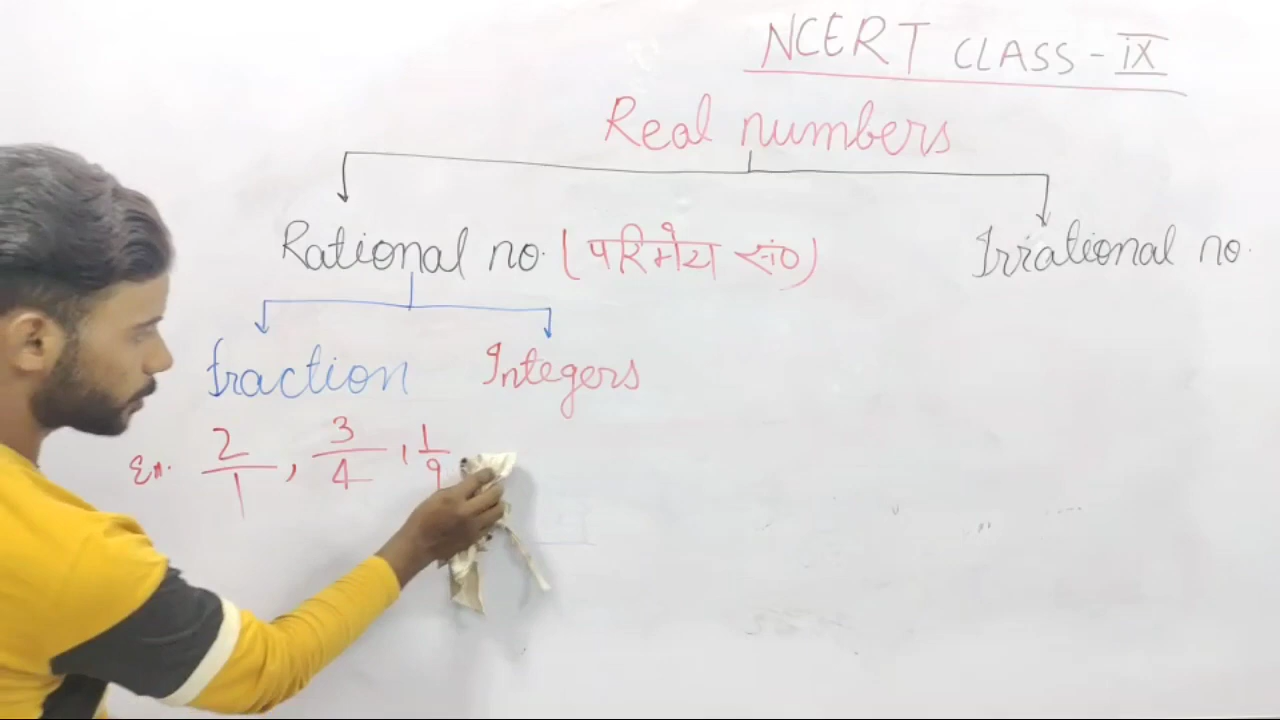 NCERT CLASS - IX
Real numbers
Rational no. (परिमेय सं०) Irrational no.
fraction Integers
Ex. 2/1, 3/4, 1/9